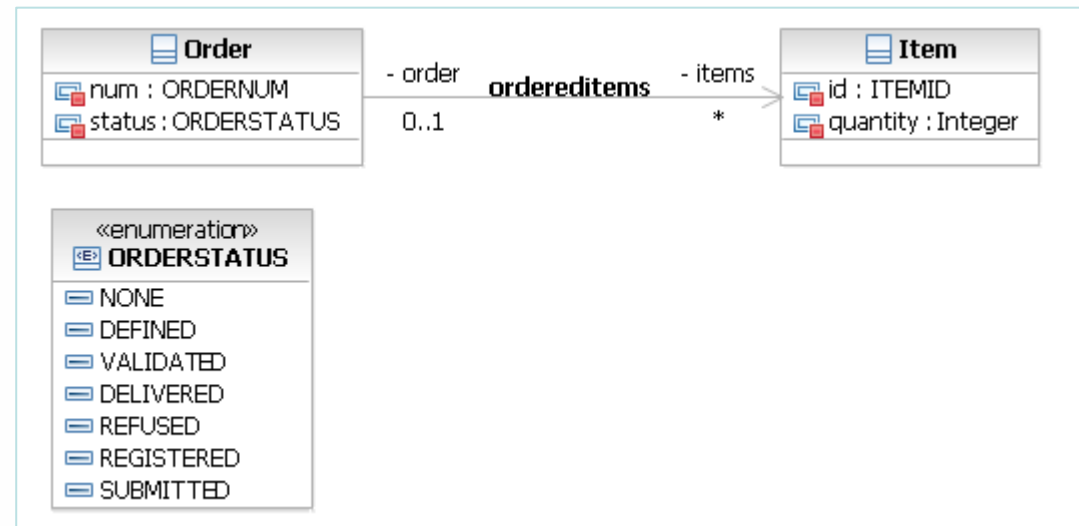 Order
num : ORDERNUM
status : ORDERSTATUS
- order
ordereditems
- items
0..1
*
Item
id : ITEMID
quantity : Integer
«enumeration»
<E> ORDERSTATUS
NONE
DEFINED
VALIDATED
DELIVERED
REFUSED
REGISTERED
SUBMITTED